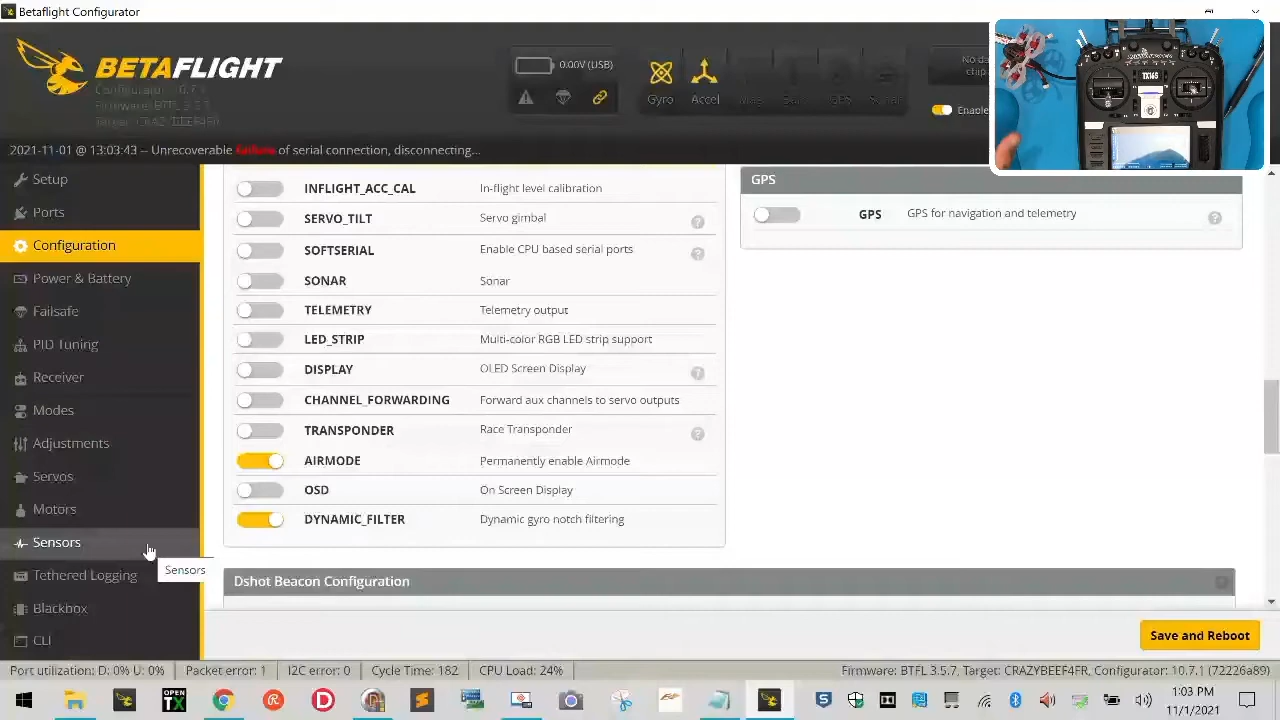 Betaflight Configurator
BETAFLIGHT
0.00V (USB)
Gyro
Accel
Enable
2021-11-01 @ 13:03:43 -- Unrecoverable Failure of serial connection, disconnecting...
Setup
Ports
Configuration
Power & Battery
Failsafe
PID Tuning
Receiver
Modes
Adjustments
Servos
Motors
Sensors
Tethered Logging
Blackbox
CLI
Sensors
INFLIGHT_ACC_CAL In-flight level calibration
SERVO_TILT Servo gimbal
SOFTSERIAL Enable CPU based serial ports
SONAR Sonar
TELEMETRY Telemetry output
LED_STRIP Multi-color RGB LED strip support
DISPLAY OLED Screen Display
CHANNEL_FORWARDING Forward aux channels to servo outputs
TRANSPONDER Race Transponder
AIRMODE Permanently enable Airmode
OSD On Screen Display
DYNAMIC_FILTER Dynamic gyro notch filtering
GPS
GPS GPS for navigation and telemetry
Dshot Beacon Configuration
Save and Reboot
Port utilization: D: 0% U: 0% Packet error: 1 I2C error: 0 Cycle Time: 182 CPU Load: 24% Firmware: BTFL 3.5.7, Target: CRAZYBEEF4FR, Configurator: 10.7.1 (72226a89)
OPEN TX
1:03 PM
11/1/2021
TX16S